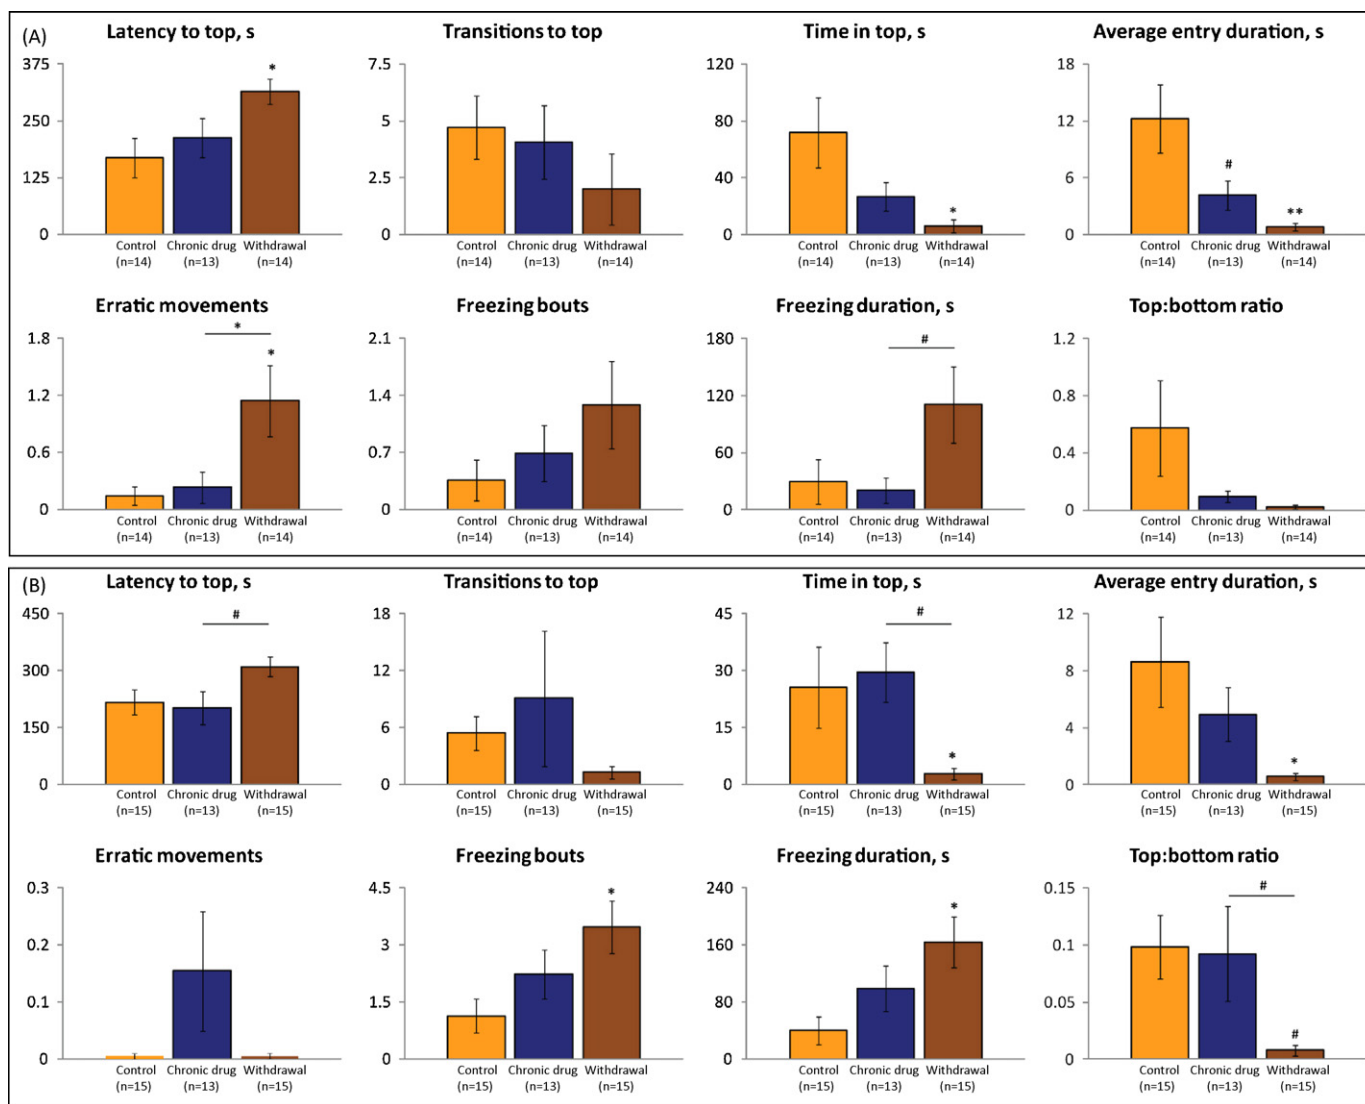 (A)
Latency to top, s
375
250
125
0
*
Control Chronic drug Withdrawal
(n=14) (n=13) (n=14)
Transitions to top
7.5
5
2.5
0
Control Chronic drug Withdrawal
(n=14) (n=13) (n=14)
Time in top, s
120
80
40
0
*
Control Chronic drug Withdrawal
(n=14) (n=13) (n=14)
Average entry duration, s
18
12
6
0
#
**
Control Chronic drug Withdrawal
(n=14) (n=13) (n=14)
Erratic movements
1.8
1.2
0.6
0
*
*
Control Chronic drug Withdrawal
(n=14) (n=13) (n=14)
Freezing bouts
2.1
1.4
0.7
0
Control Chronic drug Withdrawal
(n=14) (n=13) (n=14)
Freezing duration, s
180
120
60
0
#
Control Chronic drug Withdrawal
(n=14) (n=13) (n=14)
Top:bottom ratio
1.2
0.8
0.4
0
Control Chronic drug Withdrawal
(n=14) (n=13) (n=14)
(B)
Latency to top, s
450
300
150
0
#
Control Chronic drug Withdrawal
(n=15) (n=13) (n=15)
Transitions to top
18
12
6
0
Control Chronic drug Withdrawal
(n=15) (n=13) (n=15)
Time in top, s
45
30
15
0
#
*
Control Chronic drug Withdrawal
(n=15) (n=13) (n=15)
Average entry duration, s
12
8
4
0
*
Control Chronic drug Withdrawal
(n=15) (n=13) (n=15)
Erratic movements
0.3
0.2
0.1
0
Control Chronic drug Withdrawal
(n=15) (n=13) (n=15)
Freezing bouts
4.5
3
1.5
0
*
Control Chronic drug Withdrawal
(n=15) (n=13) (n=15)
Freezing duration, s
240
160
80
0
*
Control Chronic drug Withdrawal
(n=15) (n=13) (n=15)
Top:bottom ratio
0.15
0.1
0.05
0
#
#
Control Chronic drug Withdrawal
(n=15) (n=13) (n=15)